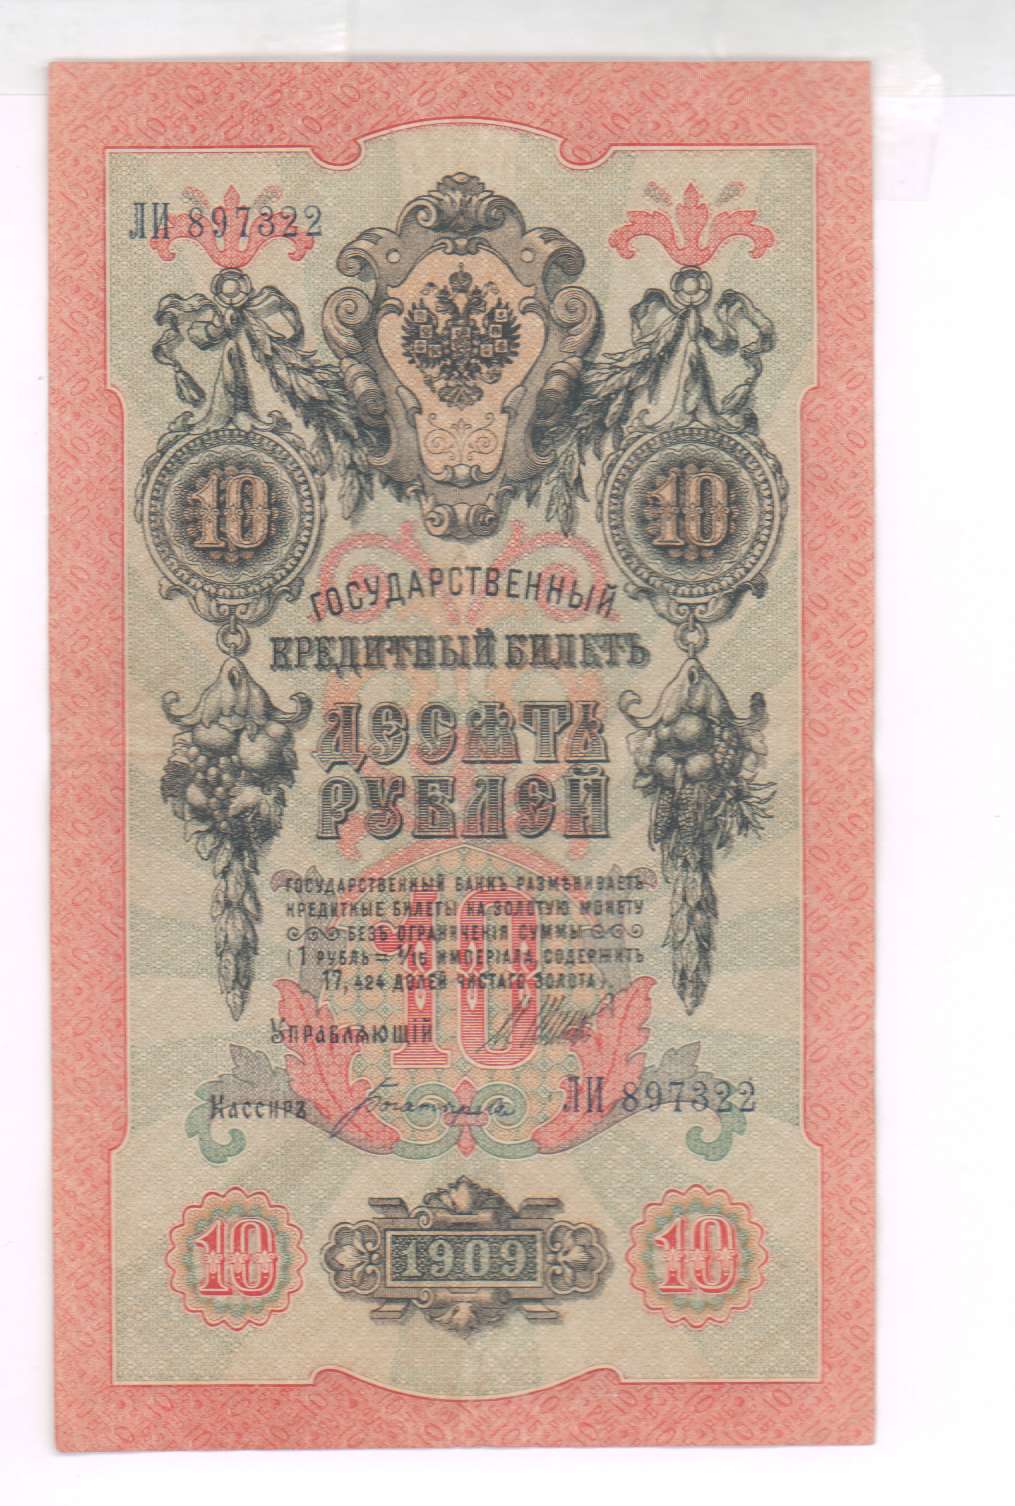 ЛИ 897322
10 10
ГОСУДАРСТВЕННЫЙ
КРЕДИТНЫЙ БИЛЕТЪ
ДЕСЯТЬ
РУБЛЕЙ
ГОСУДАРСТВЕННЫЙ БАНКЪ РАЗМѢНИВАЕТЪ
КРЕДИТНЫЕ БИЛЕТЫ НА ЗОЛОТУЮ МОНЕТУ
БЕЗЪ ОГРАНИЧЕНІЯ СУММЫ
(1 РУБЛЬ = 1/15 ИМПЕРІАЛА, СОДЕРЖИТЪ
17,424 ДОЛЕЙ ЧИСТАГО ЗОЛОТА).
10
УПРАВЛЯЮЩІЙ
КАССИРЪ
ЛИ 897322
10 1909 10